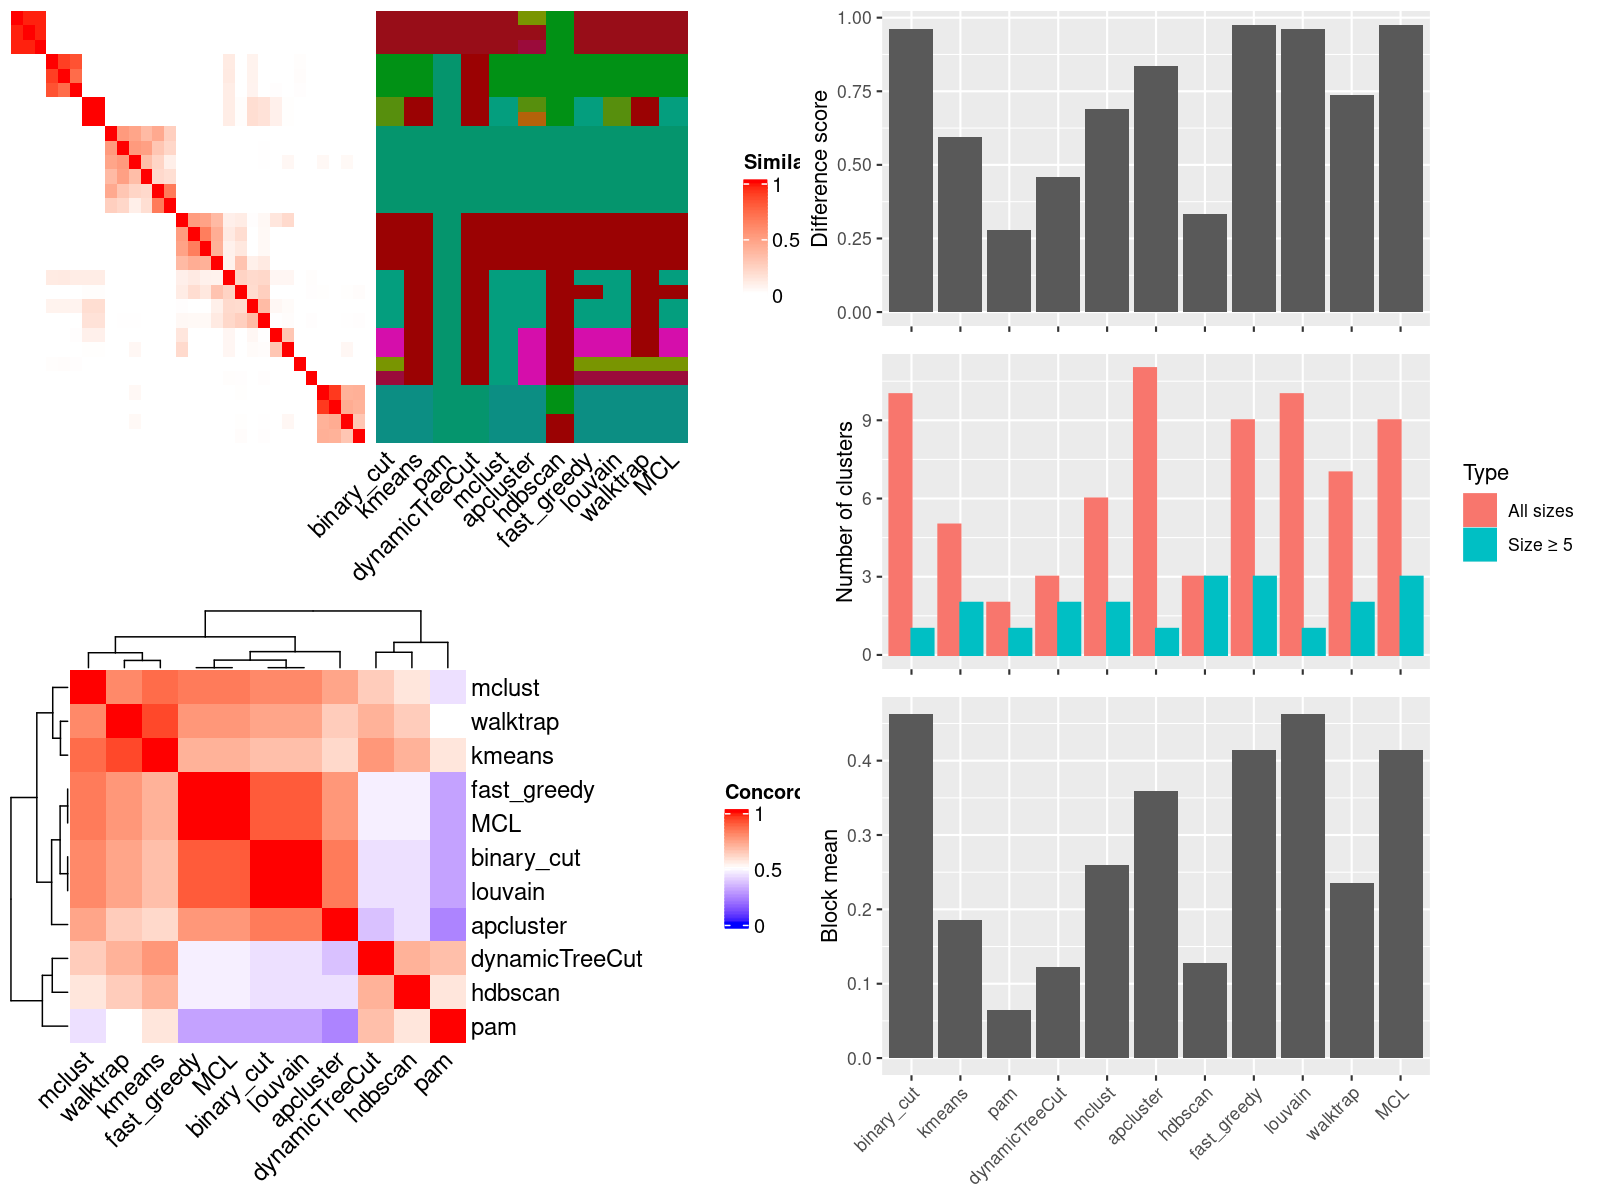 Simila
1
0.5
0
binary_cut
kmeans
pam
dynamicTreeCut
mclust
apcluster
hdbscan
fast_greedy
louvain
walktrap
MCL
mclust
walktrap
kmeans
fast_greedy
MCL
binary_cut
louvain
apcluster
dynamicTreeCut
hdbscan
pam
mclust
walktrap
kmeans
fast_greedy
MCL
binary_cut
louvain
apcluster
dynamicTreeCut
hdbscan
pam
Concord
1
0.5
0
Difference score
1.00
0.75
0.50
0.25
0.00
Number of clusters
9
6
3
0
Type
All sizes
Size ≥ 5
Block mean
0.4
0.3
0.2
0.1
0.0
binary_cut
kmeans
pam
dynamicTreeCut
mclust
apcluster
hdbscan
fast_greedy
louvain
walktrap
MCL